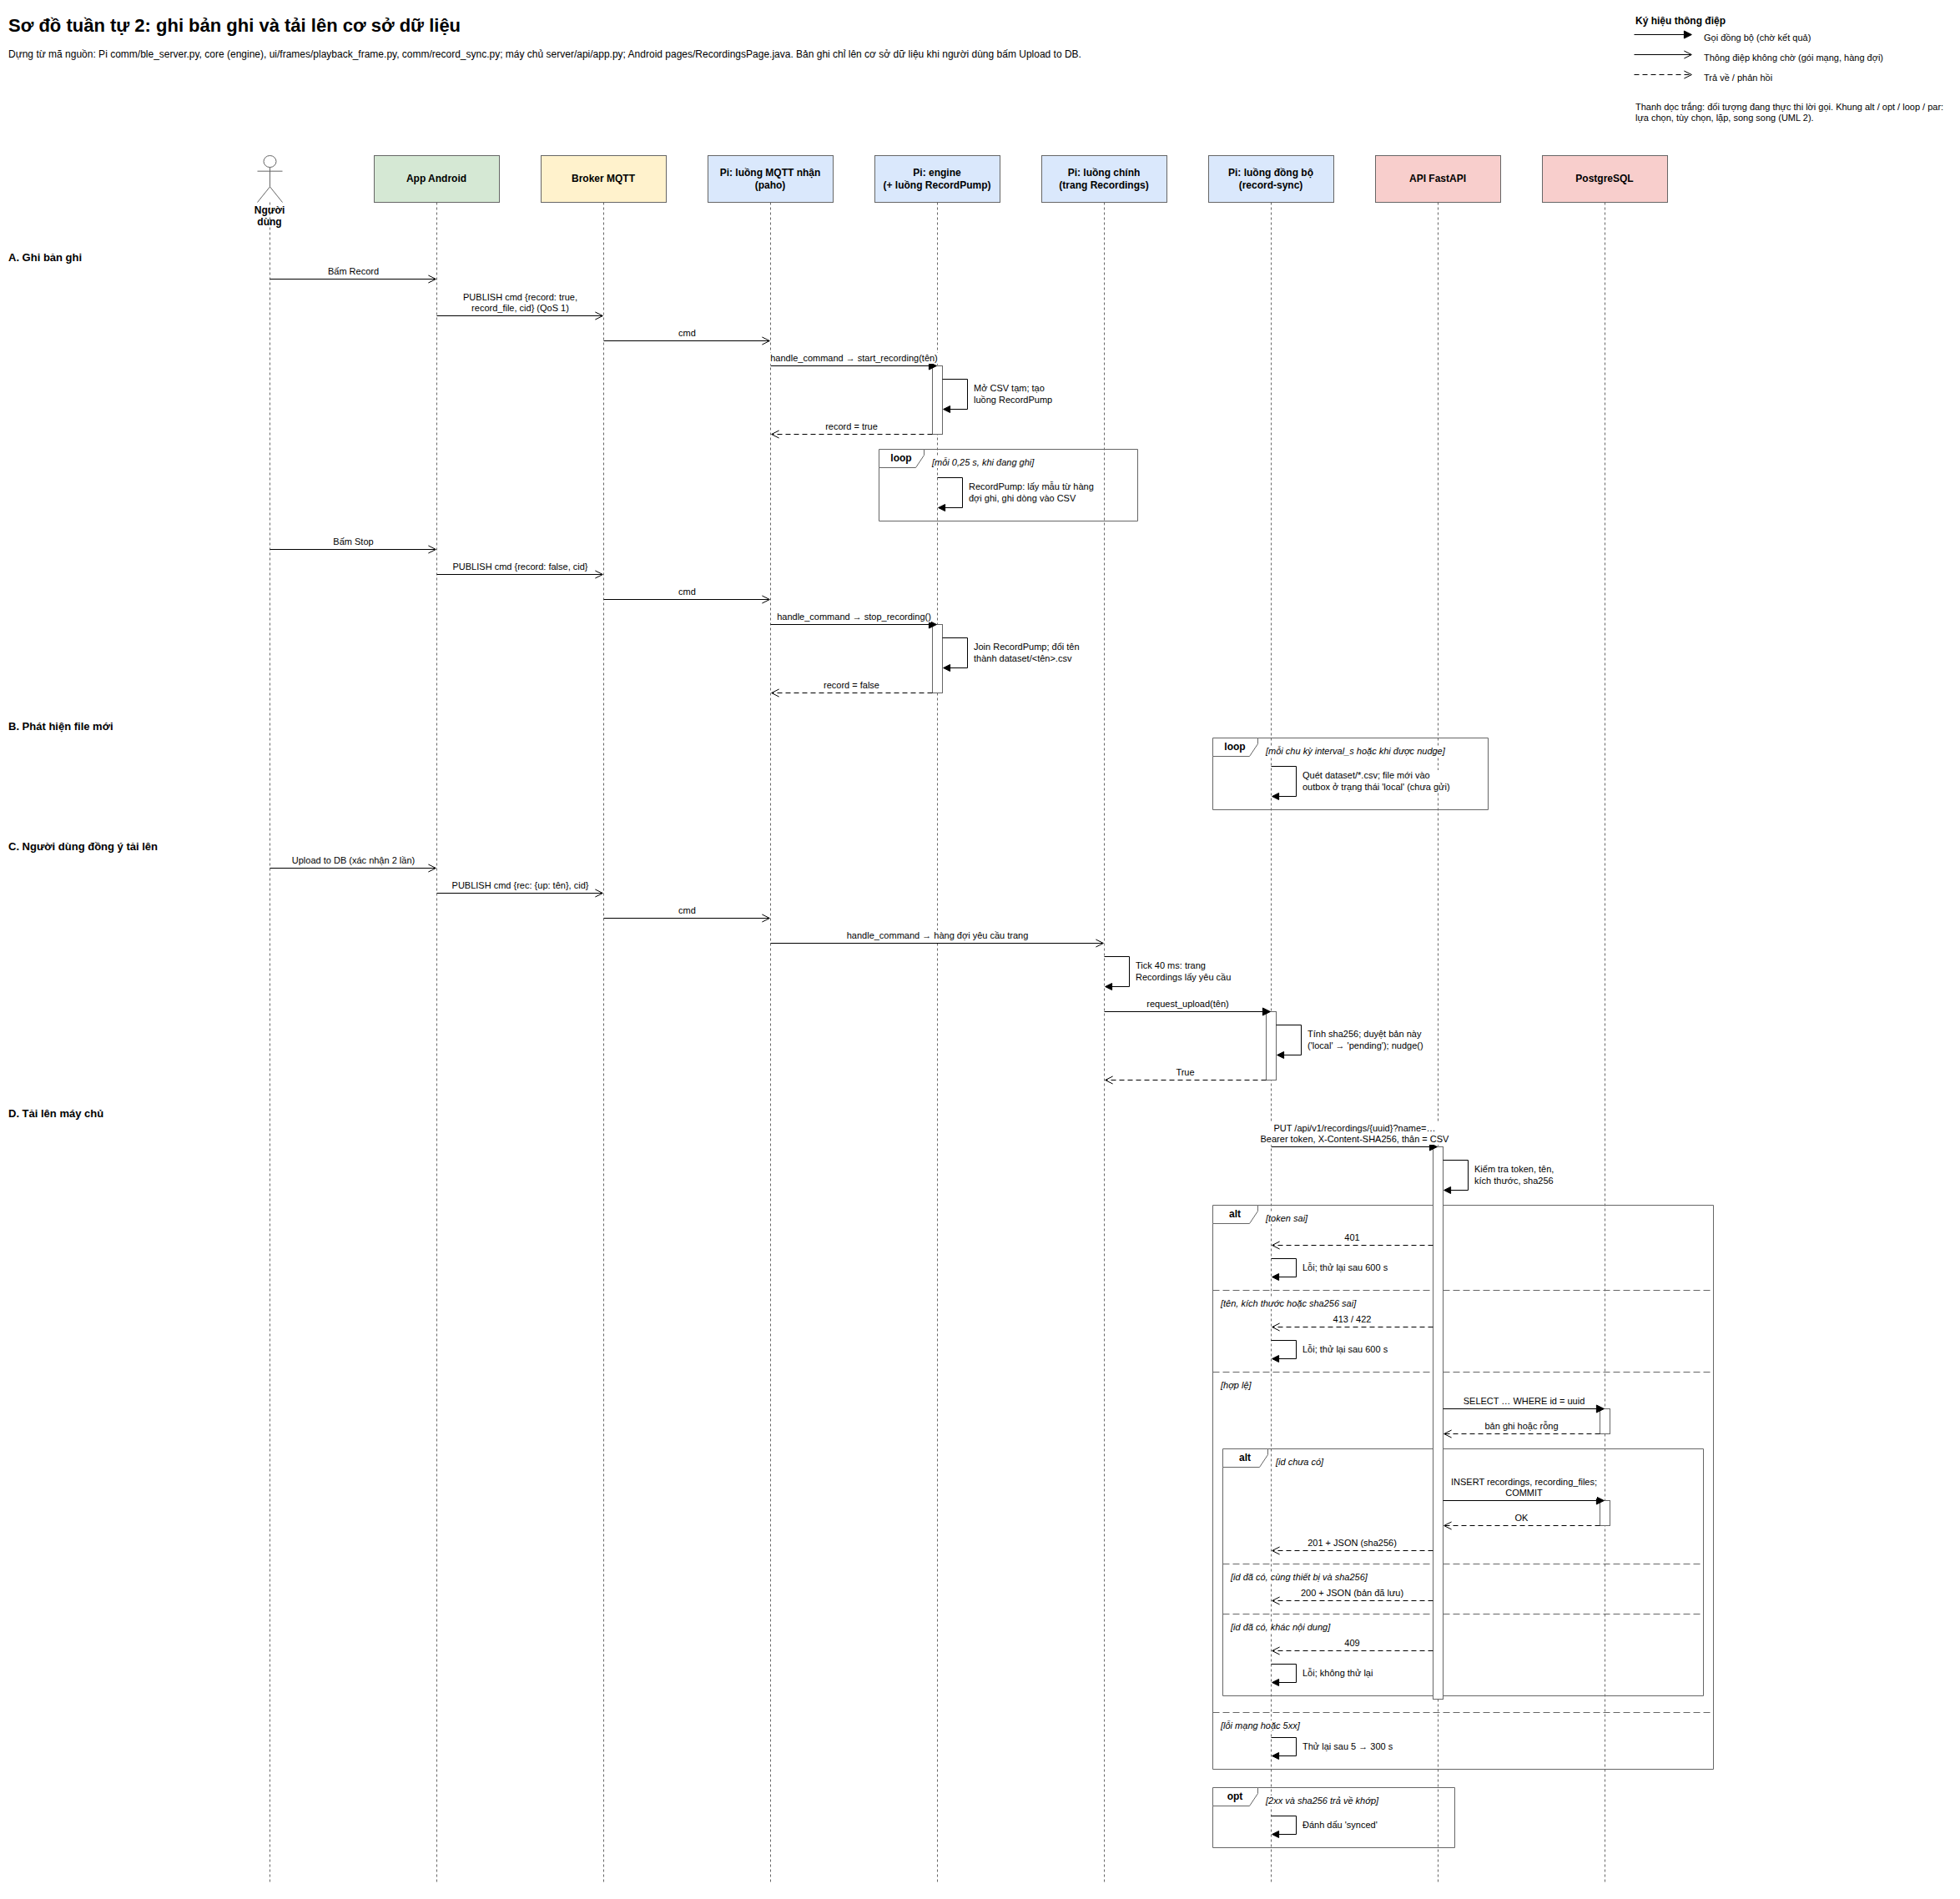 Sơ đồ tuần tự 2: ghi bản ghi và tải lên cơ sở dữ liệu
Dựng từ mã nguồn: Pi comm/ble_server.py, core (engine), ui/frames/playback_frame.py, comm/record_sync.py; máy chủ server/api/app.py; Android pages/RecordingsPage.java. Bản ghi chỉ lên cơ sở dữ liệu khi người dùng bấm Upload to DB.
Ký hiệu thông điệp
Gọi đồng bộ (chờ kết quả)
Thông điệp không chờ (gói mạng, hàng đợi)
Trả về / phản hồi
Thanh dọc trắng: đối tượng đang thực thi lời gọi. Khung alt / opt / loop / par:
lựa chọn, tùy chọn, lặp, song song (UML 2).
Người
dùng
App Android
Broker MQTT
Pi: luồng MQTT nhận
(paho)
Pi: engine
(+ luồng RecordPump)
Pi: luồng chính
(trang Recordings)
Pi: luồng đồng bộ
(record-sync)
API FastAPI
PostgreSQL
A. Ghi bản ghi
Bấm Record
PUBLISH cmd {record: true,
record_file, cid} (QoS 1)
cmd
handle_command → start_recording(tên)
Mở CSV tạm; tạo
luồng RecordPump
record = true
loop
[mỗi 0,25 s, khi đang ghi]
RecordPump: lấy mẫu từ hàng
đợi ghi, ghi dòng vào CSV
Bấm Stop
PUBLISH cmd {record: false, cid}
cmd
handle_command → stop_recording()
Join RecordPump; đổi tên
thành dataset/<tên>.csv
record = false
B. Phát hiện file mới
loop
[mỗi chu kỳ interval_s hoặc khi được nudge]
Quét dataset/*.csv; file mới vào
outbox ở trạng thái 'local' (chưa gửi)
C. Người dùng đồng ý tải lên
Upload to DB (xác nhận 2 lần)
PUBLISH cmd {rec: {up: tên}, cid}
cmd
handle_command → hàng đợi yêu cầu trang
Tick 40 ms: trang
Recordings lấy yêu cầu
request_upload(tên)
Tính sha256; duyệt bản này
('local' → 'pending'); nudge()
True
D. Tải lên máy chủ
PUT /api/v1/recordings/{uuid}?name=…
Bearer token, X-Content-SHA256, thân = CSV
Kiểm tra token, tên,
kích thước, sha256
alt
[token sai]
401
Lỗi; thử lại sau 600 s
[tên, kích thước hoặc sha256 sai]
413 / 422
Lỗi; thử lại sau 600 s
[hợp lệ]
SELECT … WHERE id = uuid
bản ghi hoặc rỗng
alt
[id chưa có]
INSERT recordings, recording_files;
COMMIT
OK
201 + JSON (sha256)
[id đã có, cùng thiết bị và sha256]
200 + JSON (bản đã lưu)
[id đã có, khác nội dung]
409
Lỗi; không thử lại
[lỗi mạng hoặc 5xx]
Thử lại sau 5 → 300 s
opt
[2xx và sha256 trả về khớp]
Đánh dấu 'synced'